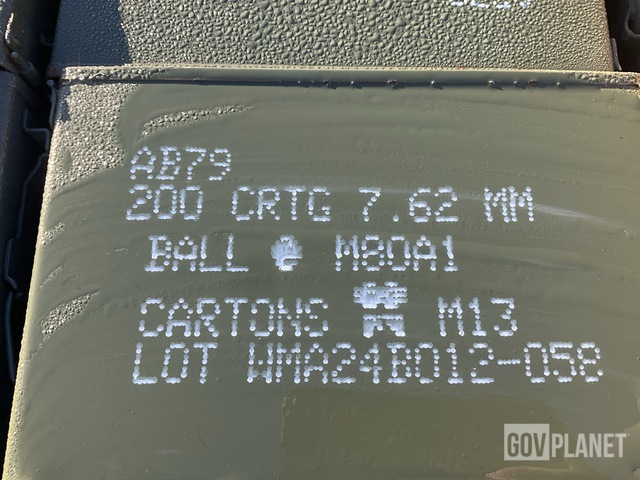 AB79
200 CRTG 7.62 MM
BALL M80A1
CARTONS M13
LOT WMA24B012-058
GOVPLANET